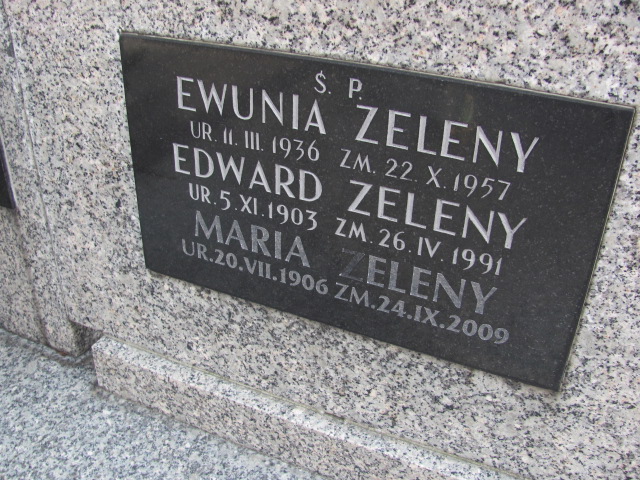 Ś. P.
EWUNIA ZELENY
UR. 11. III. 1936 ZM. 22. X. 1957
EDWARD ZELENY
UR. 5. XI. 1903 ZM. 26. IV. 1991
MARIA ZELENY
UR. 20. VII. 1906 ZM. 24. IX. 2009